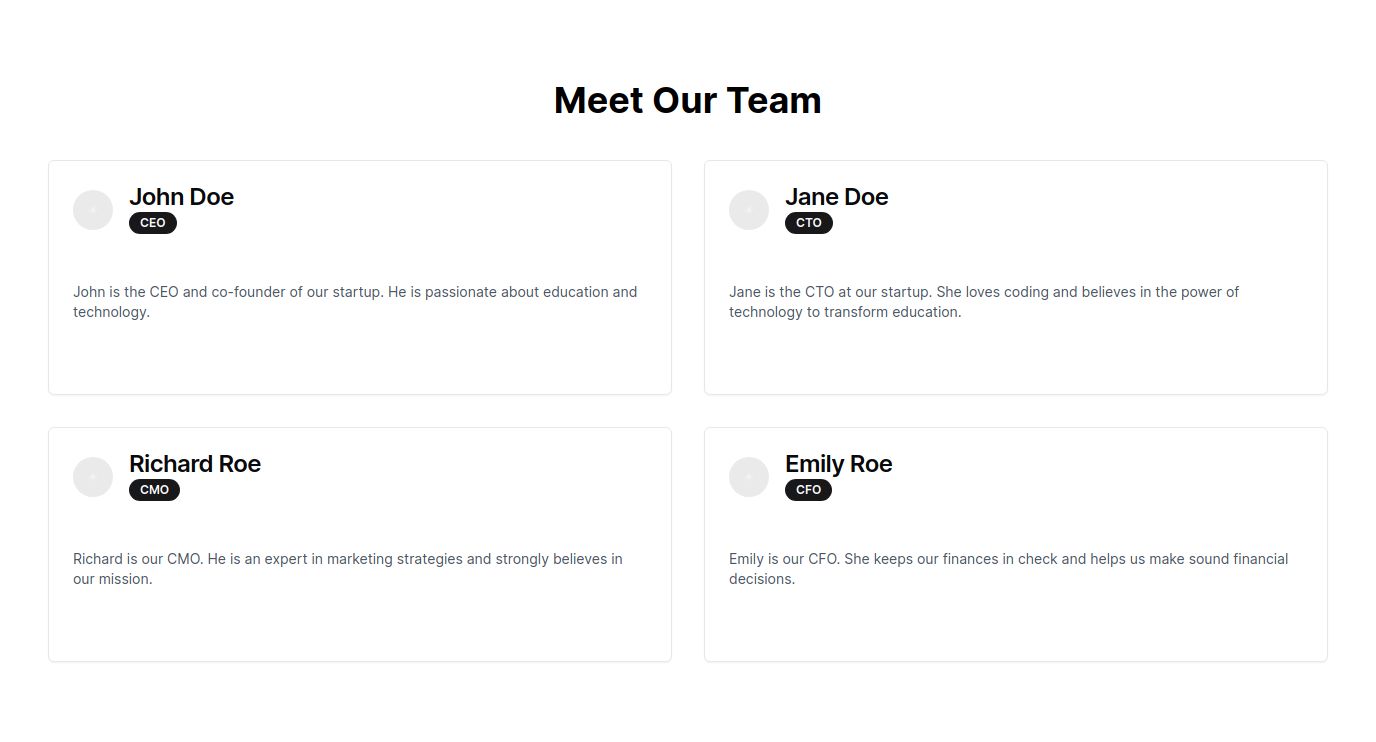 Meet Our Team
John Doe
CEO
John is the CEO and co-founder of our startup. He is passionate about education and
technology.
Jane Doe
CTO
Jane is the CTO at our startup. She loves coding and believes in the power of
technology to transform education.
Richard Roe
CMO
Richard is our CMO. He is an expert in marketing strategies and strongly believes in
our mission.
Emily Roe
CFO
Emily is our CFO. She keeps our finances in check and helps us make sound financial
decisions.